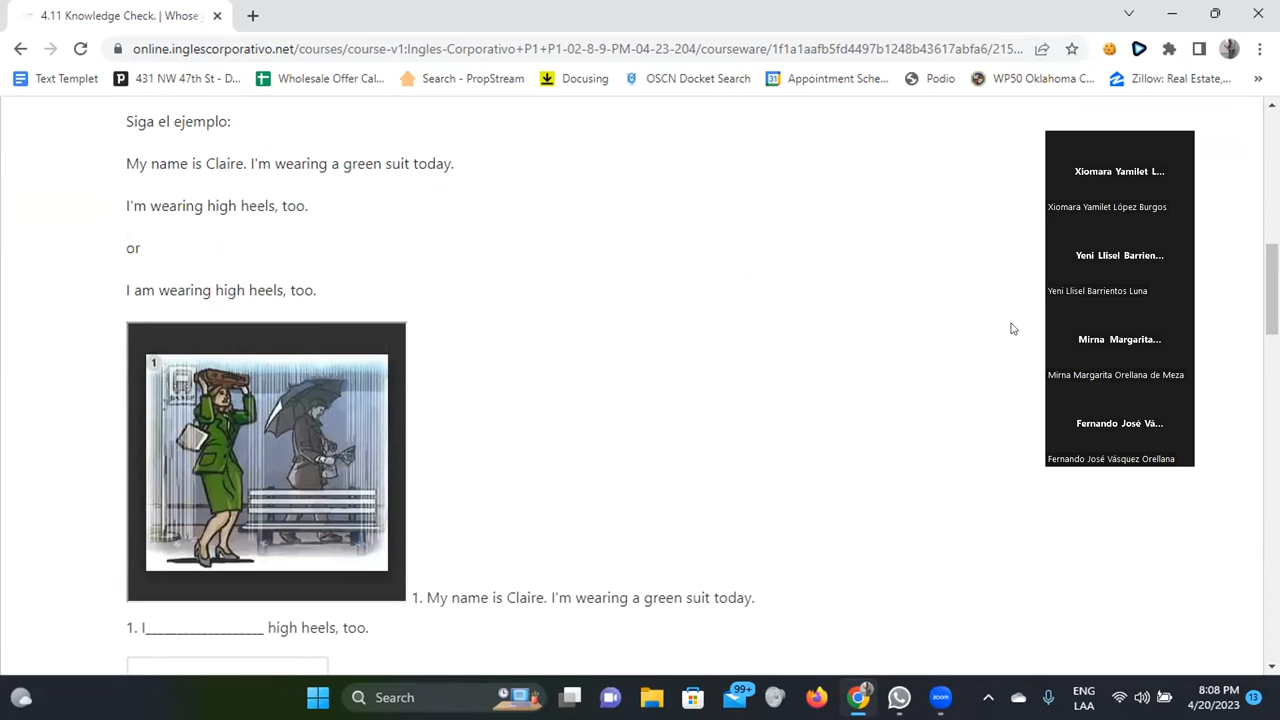 4.11 Knowledge Check. | Whose
online.inglescorporativo.net/courses/course-v1:Ingles-Corporativo+P1+P1-02-8-9-PM-04-23-204/courseware/1f1a1aafb5fd4497b1248b43617abfa6/215...
Text Templet
431 NW 47th St - D...
Wholesale Offer Cal...
Search - PropStream
Docusing
OSCN Docket Search
Appointment Sche...
Podio
WP50 Oklahoma C...
Zillow: Real Estate,...
»
Siga el ejemplo:
My name is Claire. I'm wearing a green suit today.
I'm wearing high heels, too.
or
I am wearing high heels, too.
Xiomara Yamilet L...
Xiomara Yamilet López Burgos
Yeni Llisel Barrien...
Yeni Llisel Barrientos Luna
Mirna Margarita...
Mirna Margarita Orellana de Meza
Fernando José Vá...
Fernando José Vásquez Orellana
1
1. My name is Claire. I'm wearing a green suit today.
1. I__________________ high heels, too.
Search
99+
ENG
LAA
8:08 PM
4/20/2023
13